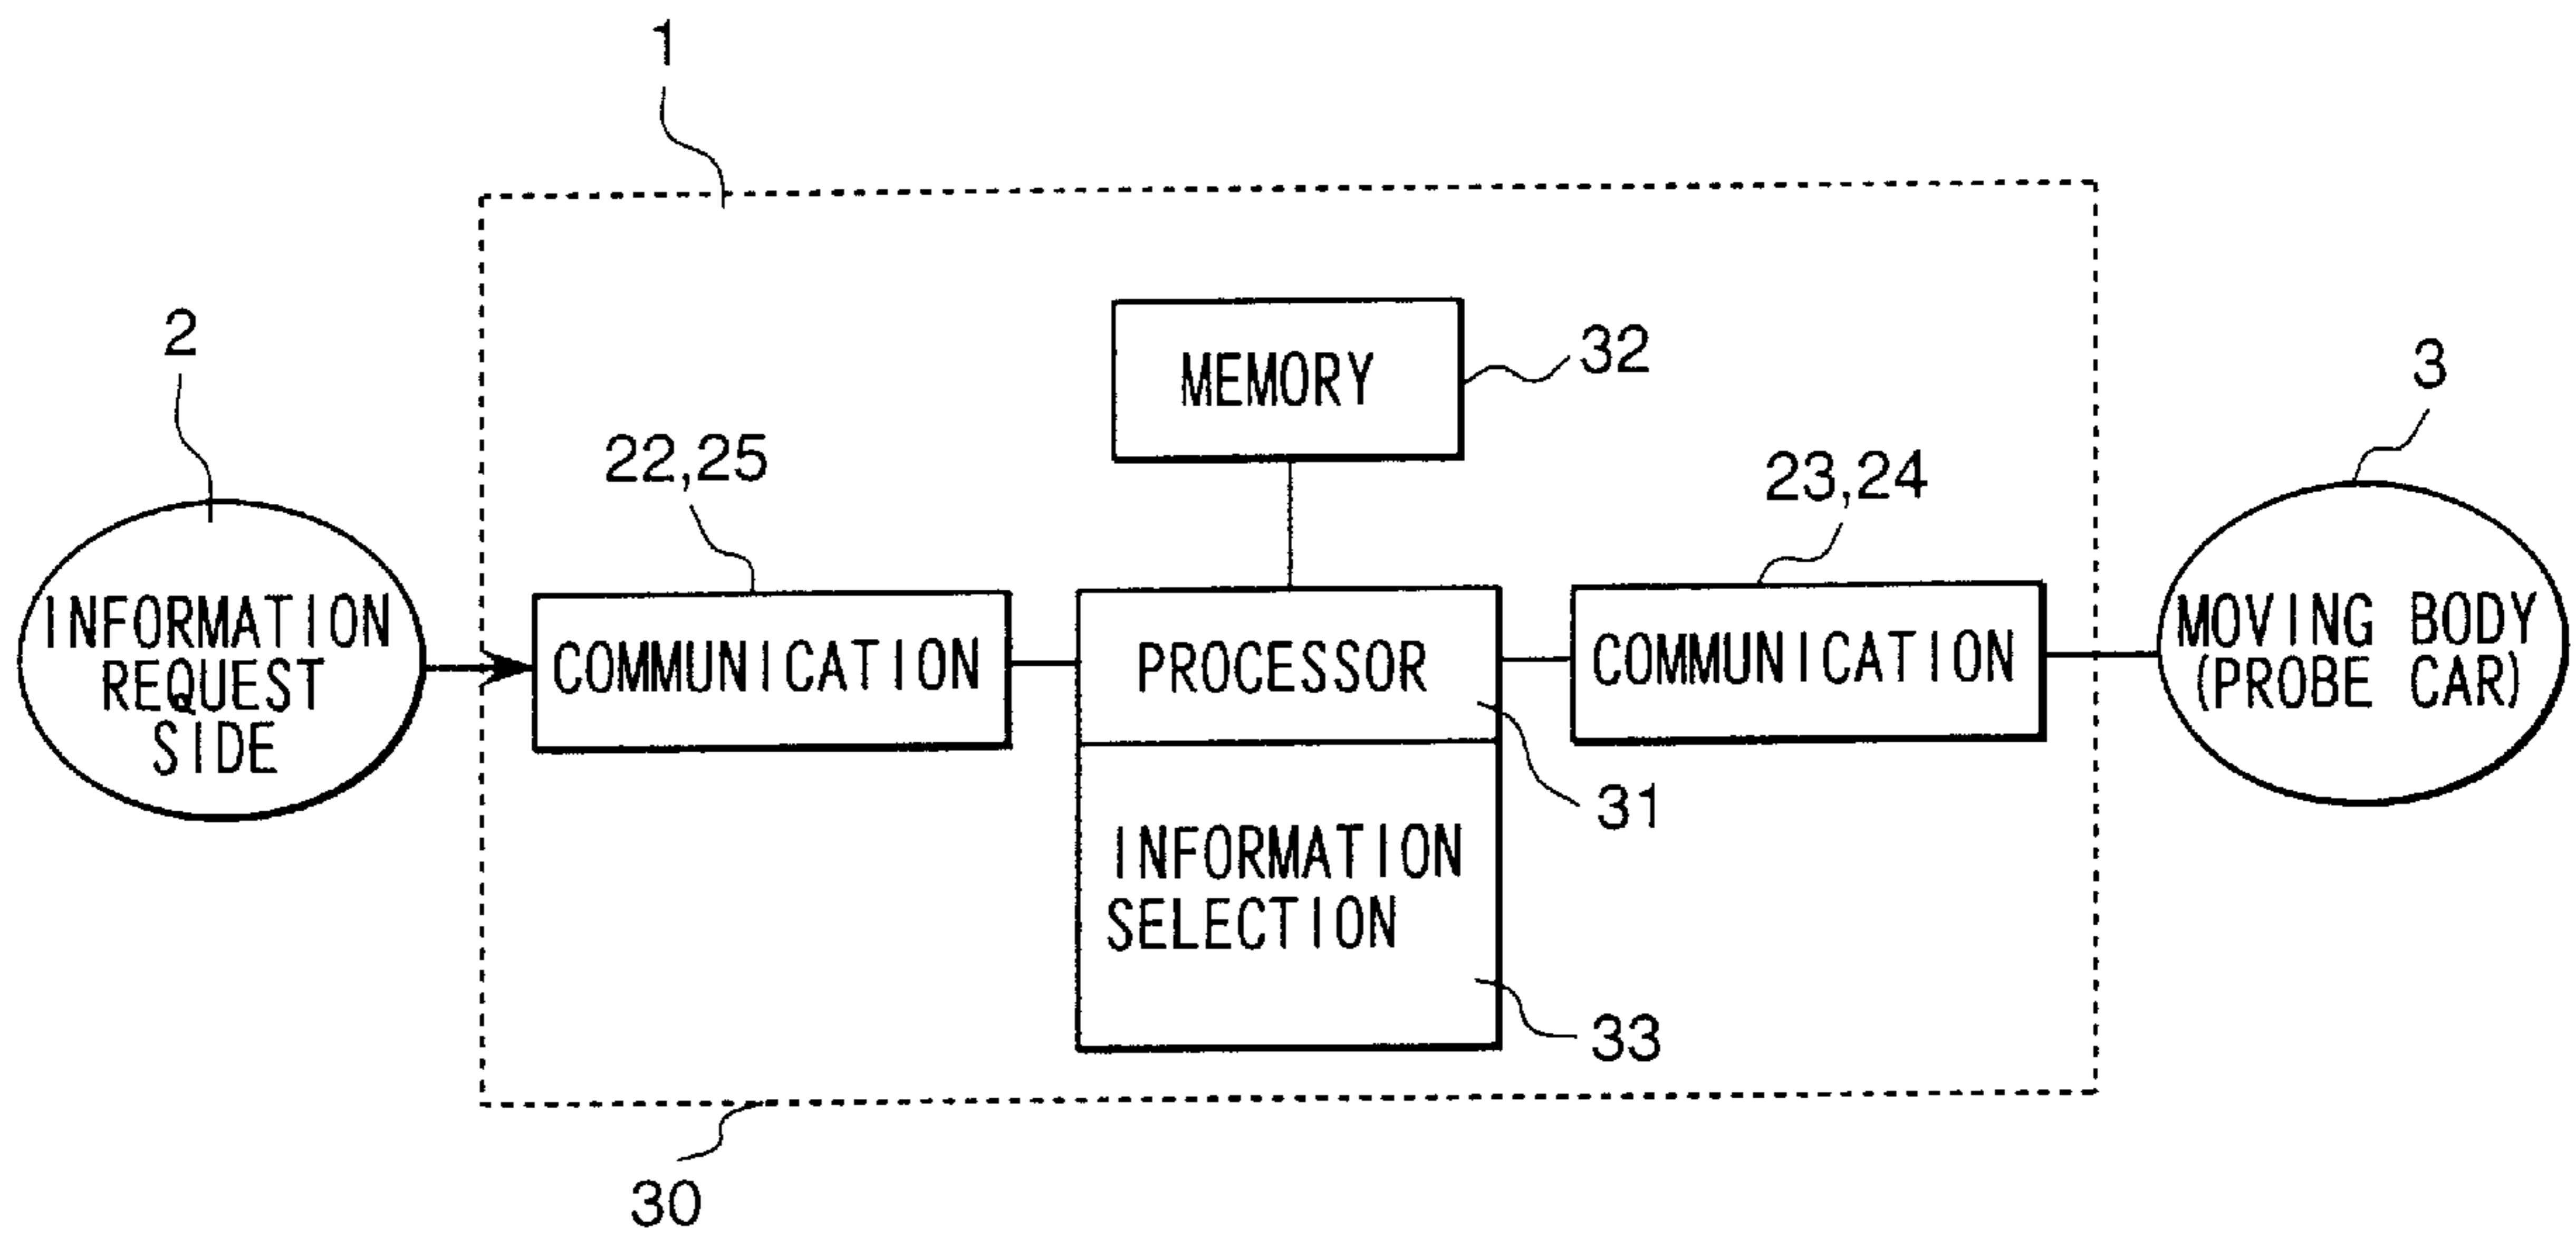 1
2
INFORMATION
REQUEST
SIDE
22,25
COMMUNICATION
MEMORY
32
PROCESSOR
31
INFORMATION
SELECTION
33
23,24
COMMUNICATION
3
MOVING BODY
(PROBE CAR)
30